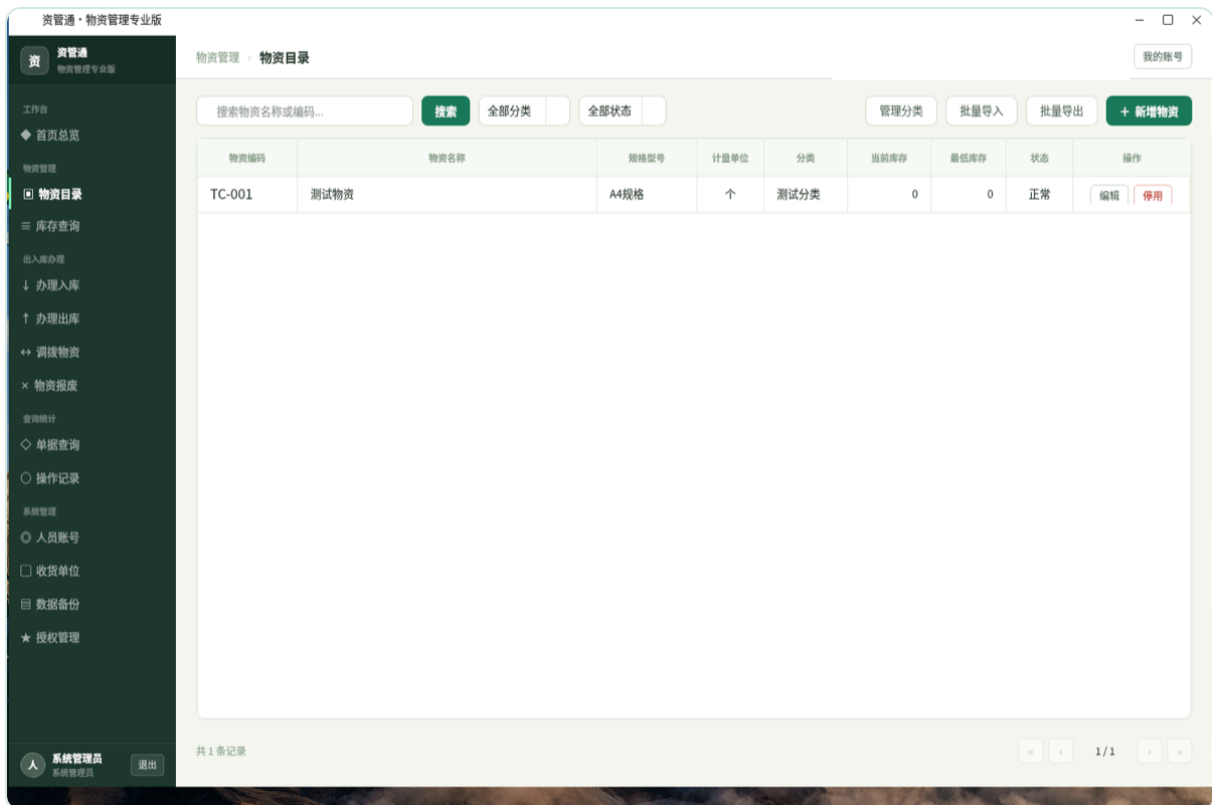 资管通・物资管理专业版
资 资管通
物资管理专业版
工作台
◆ 首页总览
物资管理
▣ 物资目录
≡ 库存查询
出入库办理
↓ 办理入库
↑ 办理出库
↔ 调拨物资
× 物资报废
查询统计
◇ 单据查询
○ 操作记录
系统管理
◎ 人员账号
□ 收货单位
▤ 数据备份
★ 授权管理
人 系统管理员
系统管理员
退出
物资管理 › 物资目录
我的账号
搜索物资名称或编码... 搜索 全部分类 全部状态 管理分类 批量导入 批量导出 + 新增物资
物资编码 物资名称 规格型号 计量单位 分类 当前库存 最低库存 状态 操作
TC-001 测试物资 A4规格 个 测试分类 0 0 正常 编辑 停用
共 1 条记录
« ‹ 1 / 1 › »